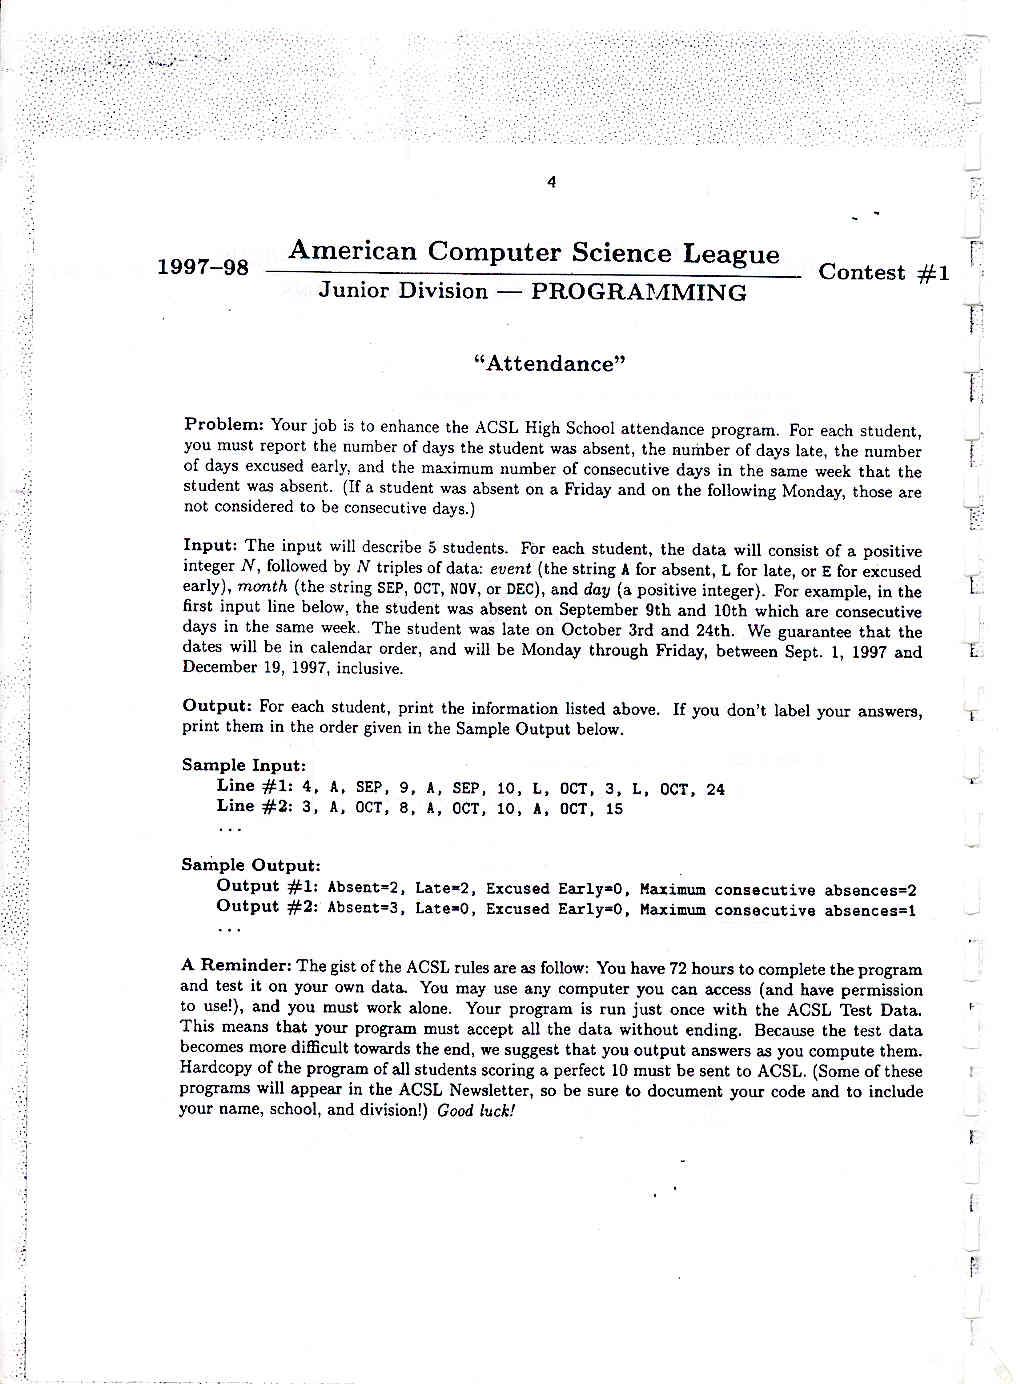 4
American Computer Science League
1997–98
Contest #1
Junior Division — PROGRAMMING
“Attendance”
Problem: Your job is to enhance the ACSL High School attendance program. For each student,
you must report the number of days the student was absent, the number of days late, the number
of days excused early, and the maximum number of consecutive days in the same week that the
student was absent. (If a student was absent on a Friday and on the following Monday, those are
not considered to be consecutive days.)
Input: The input will describe 5 students. For each student, the data will consist of a positive
integer N, followed by N triples of data: event (the string A for absent, L for late, or E for excused
early), month (the string SEP, OCT, NOV, or DEC), and day (a positive integer). For example, in the
first input line below, the student was absent on September 9th and 10th which are consecutive
days in the same week. The student was late on October 3rd and 24th. We guarantee that the
dates will be in calendar order, and will be Monday through Friday, between Sept. 1, 1997 and
December 19, 1997, inclusive.
Output: For each student, print the information listed above. If you don’t label your answers,
print them in the order given in the Sample Output below.
Sample Input:
Line #1: 4, A, SEP, 9, A, SEP, 10, L, OCT, 3, L, OCT, 24
Line #2: 3, A, OCT, 8, A, OCT, 10, A, OCT, 15
...
Sample Output:
Output #1: Absent=2, Late=2, Excused Early=0, Maximum consecutive absences=2
Output #2: Absent=3, Late=0, Excused Early=0, Maximum consecutive absences=1
...
A Reminder: The gist of the ACSL rules are as follow: You have 72 hours to complete the program
and test it on your own data. You may use any computer you can access (and have permission
to use!), and you must work alone. Your program is run just once with the ACSL Test Data.
This means that your program must accept all the data without ending. Because the test data
becomes more difficult towards the end, we suggest that you output answers as you compute them.
Hardcopy of the program of all students scoring a perfect 10 must be sent to ACSL. (Some of these
programs will appear in the ACSL Newsletter, so be sure to document your code and to include
your name, school, and division!) Good luck!